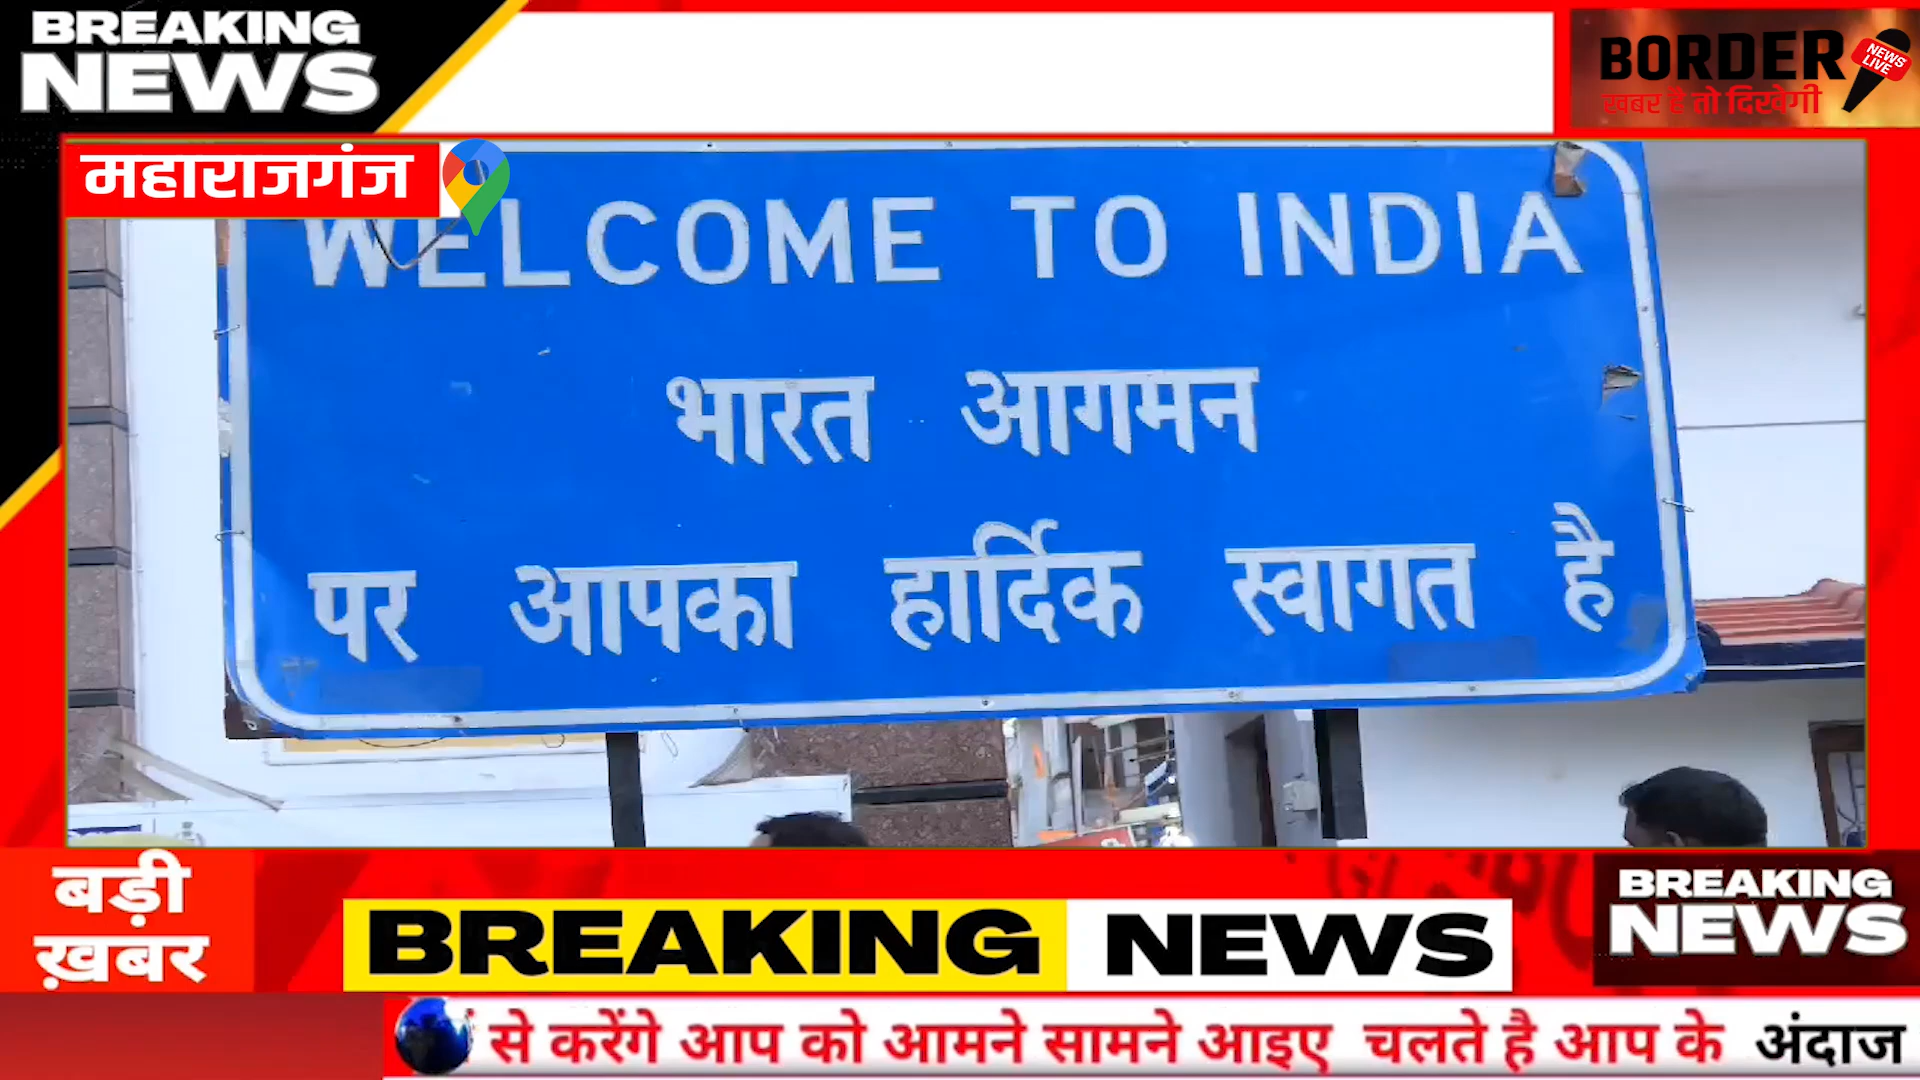 BREAKING
NEWS
BORDER
NEWS
LIVE
ख़बर है तो दिखेगी
महाराजगंज
WELCOME TO INDIA
भारत आगमन
पर आपका हार्दिक स्वागत है
बड़ी
ख़बर
BREAKING NEWS
BREAKING
NEWS
से करेंगे आप को आमने सामने आइए चलते है आप के अंदाज